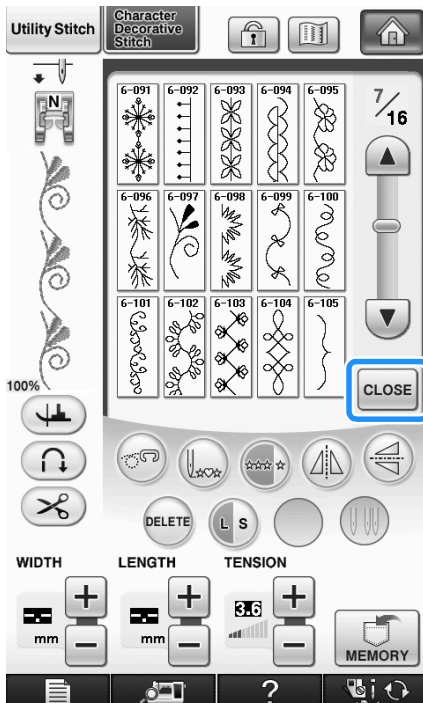 Utility Stitch
Character
Decorative
Stitch
N
6-091 6-092 6-093 6-094 6-095
7/16
6-096 6-097 6-098 6-099 6-100
6-101 6-102 6-103 6-104 6-105
100%
CLOSE
DELETE
L S
WIDTH LENGTH TENSION
+ + 3.6 +
mm − mm − −
MEMORY
? i